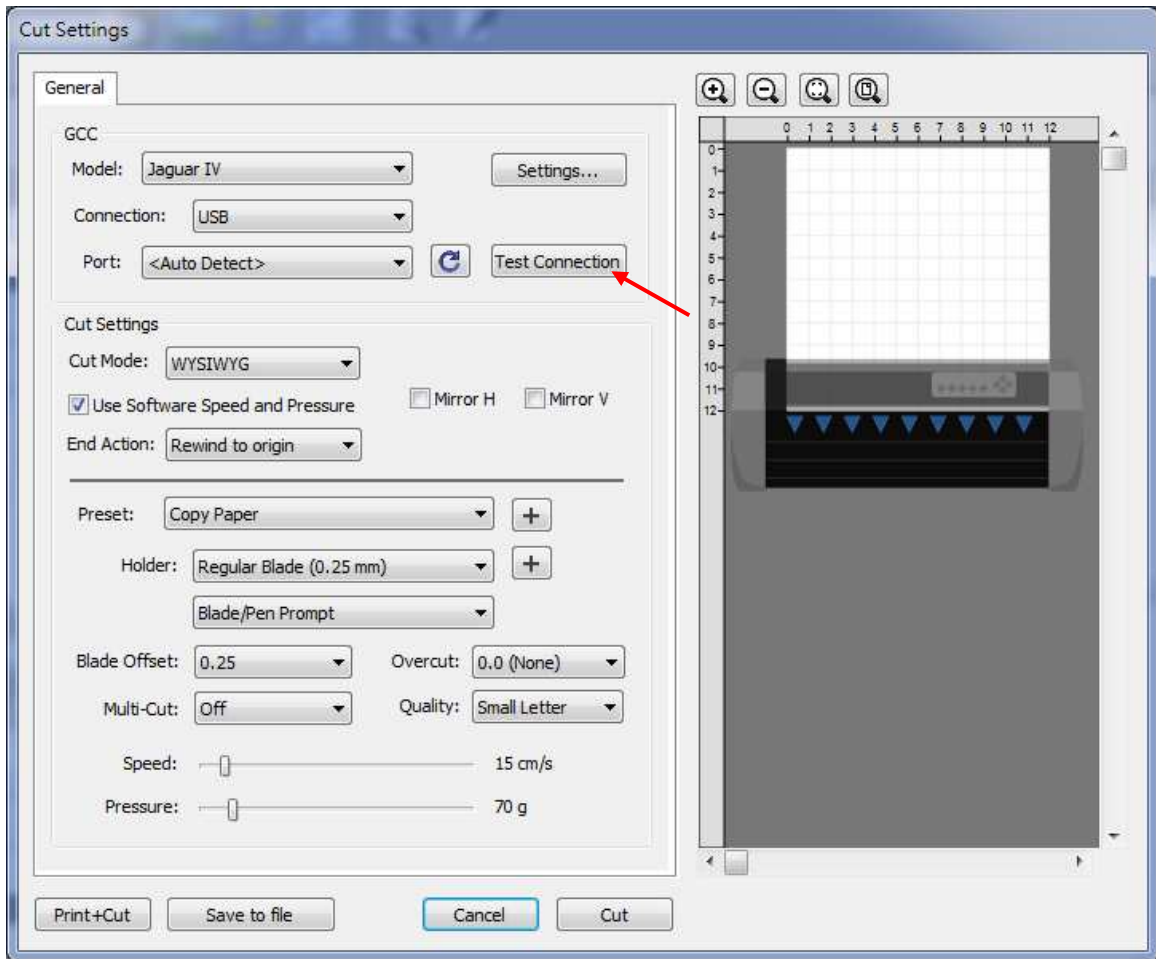 Cut Settings
General
GCC
Model: Jaguar IV Settings...
Connection: USB
Port: <Auto Detect> Test Connection
Cut Settings
Cut Mode: WYSIWYG
Use Software Speed and Pressure Mirror H Mirror V
End Action: Rewind to origin
Preset: Copy Paper +
Holder: Regular Blade (0.25 mm) +
Blade/Pen Prompt
Blade Offset: 0.25 Overcut: 0.0 (None)
Multi-Cut: Off Quality: Small Letter
Speed: 15 cm/s
Pressure: 70 g
Print+Cut Save to file Cancel Cut
0 1 2 3 4 5 6 7 8 9 10 11 12
0
1
2
3
4
5
6
7
8
9
10
11
12